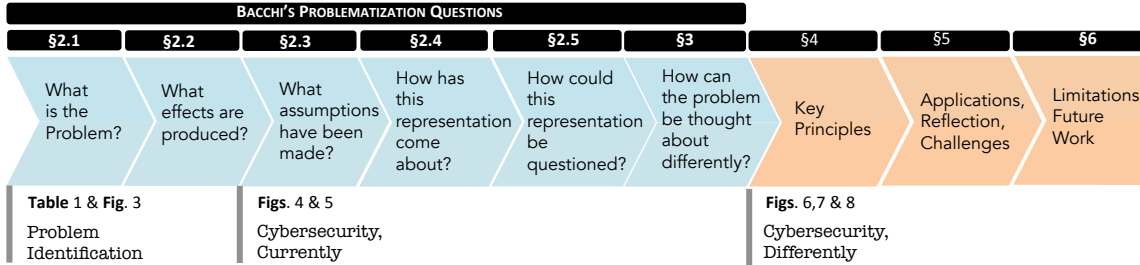 BACCHI'S PROBLEMATIZATION QUESTIONS
§2.1 §2.2 §2.3 §2.4 §2.5 §3 §4 §5 §6
What
is the
Problem?
What
effects are
produced?
What
assumptions
have been
made?
How has
this
representation
come
about?
How could
this
representation
be
questioned?
How can
the problem
be thought
about
differently?
Key
Principles
Applications,
Reflection,
Challenges
Limitations,
Future
Work
Table 1 & Fig. 3
Problem
Identification
Figs. 4 & 5
Cybersecurity,
Currently
Figs. 6,7 & 8
Cybersecurity,
Differently